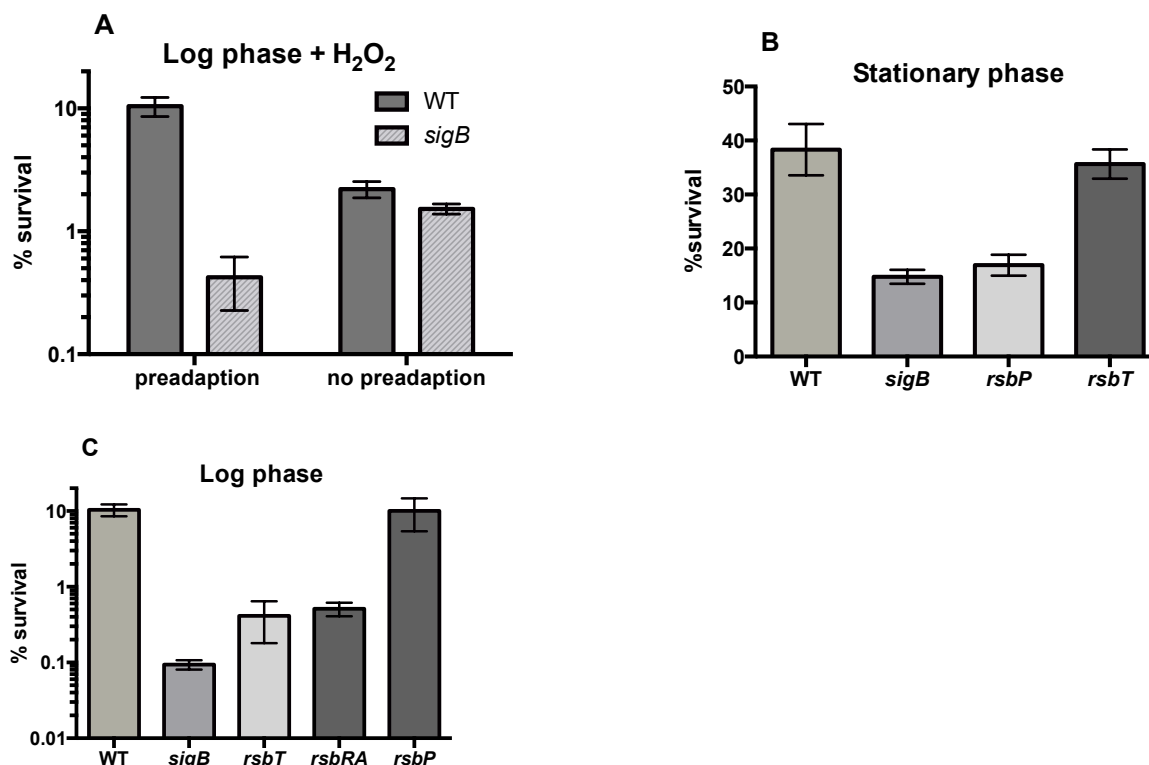 A
Log phase + H₂O₂
WT
sigB
% survival
10
1
0.1
preadaption
no preadaption
B
Stationary phase
%survival
50
40
30
20
10
0
WT
sigB
rsbP
rsbT
C
Log phase
% survival
10
1
0.1
0.01
WT
sigB
rsbT
rsbRA
rsbP